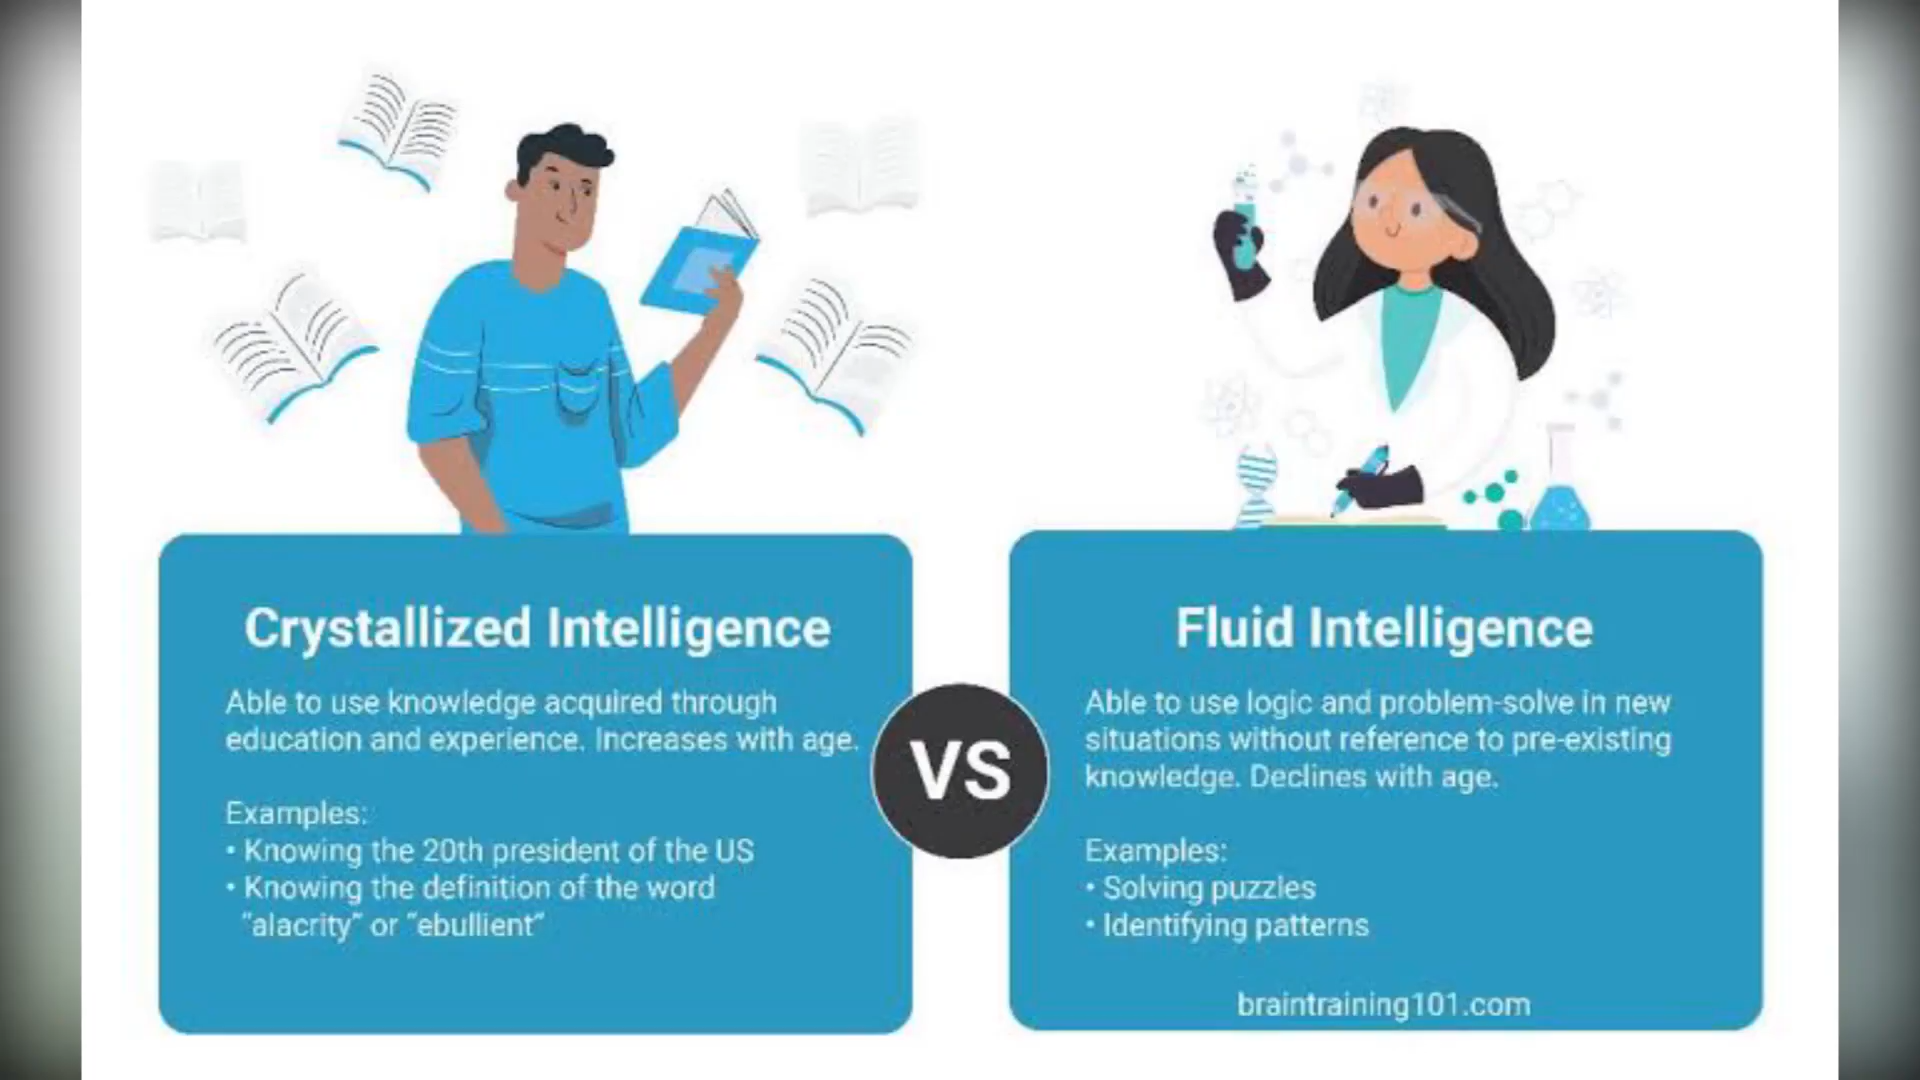 Crystallized Intelligence
Able to use knowledge acquired through
education and experience. Increases with age.
Examples:
• Knowing the 20th president of the US
• Knowing the definition of the word
"alacrity" or "ebullient"
VS
Fluid Intelligence
Able to use logic and problem-solve in new
situations without reference to pre-existing
knowledge. Declines with age.
Examples:
• Solving puzzles
• Identifying patterns
braintraining101.com